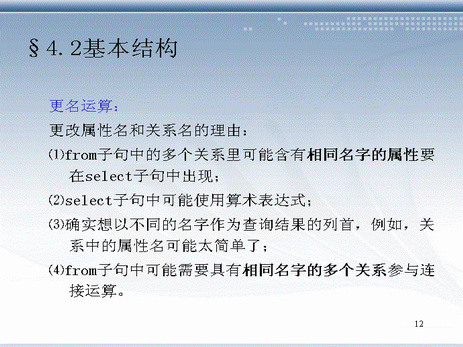 §4.2基本结构
更名运算：
更改属性名和关系名的理由：
⑴from子句中的多个关系里可能含有相同名字的属性要
在select子句中出现；
⑵select子句中可能使用算术表达式；
⑶确实想以不同的名字作为查询结果的列首，例如，关
系中的属性名可能太简单了；
⑷from子句中可能需要具有相同名字的多个关系参与连
接运算。
12